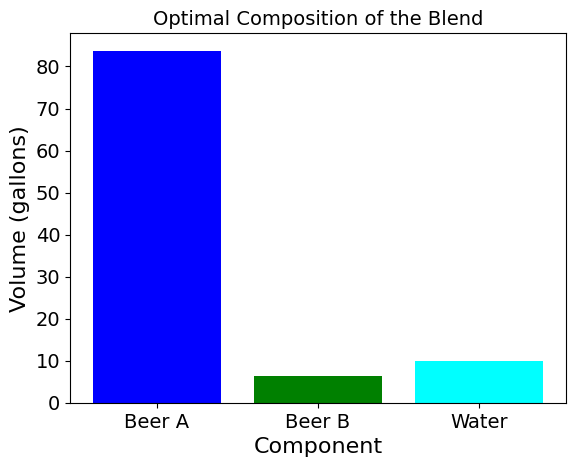 Optimal Composition of the Blend
Volume (gallons)
80
70
60
50
40
30
20
10
0
Beer A
Beer B
Water
Component